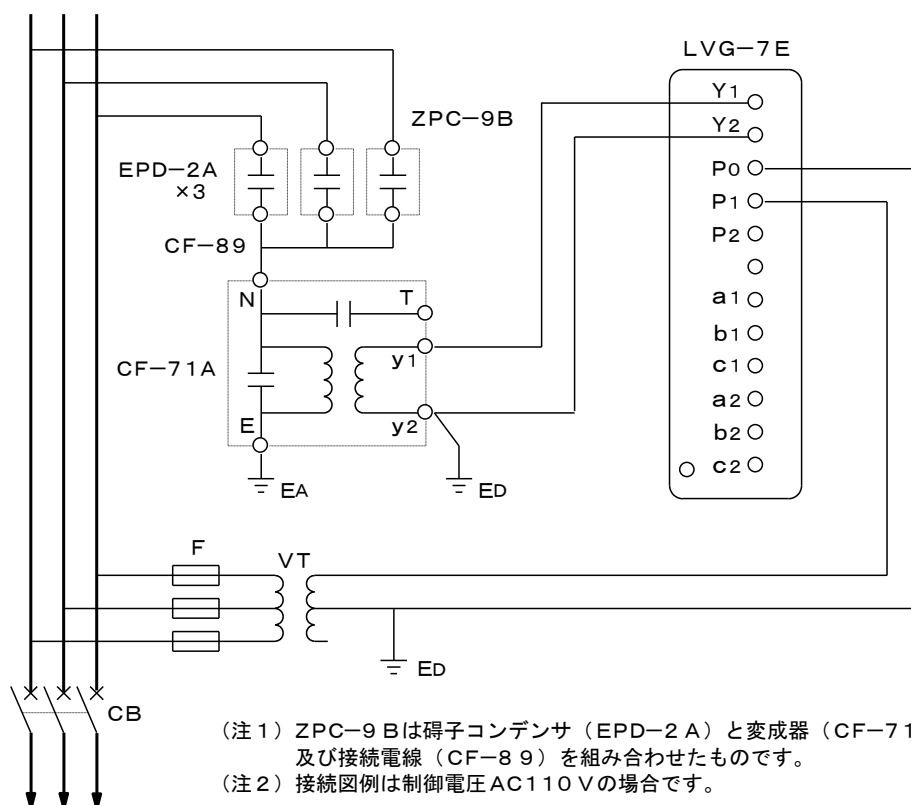 LVG－7E
Y1
Y2
P0
P1
P2
a1
b1
c1
a2
b2
c2
ZPC－9B
EPD－2A
×3
CF－89
N
T
y1
CF－71A
E
y2
EA
ED
F
VT
ED
CB
（注1）ZPC－9Bは碍子コンデンサ（EPD－2A）と変成器（CF－71
及び接続電線（CF－89）を組み合わせたものです。
（注2）接続図例は制御電圧AC110Vの場合です。